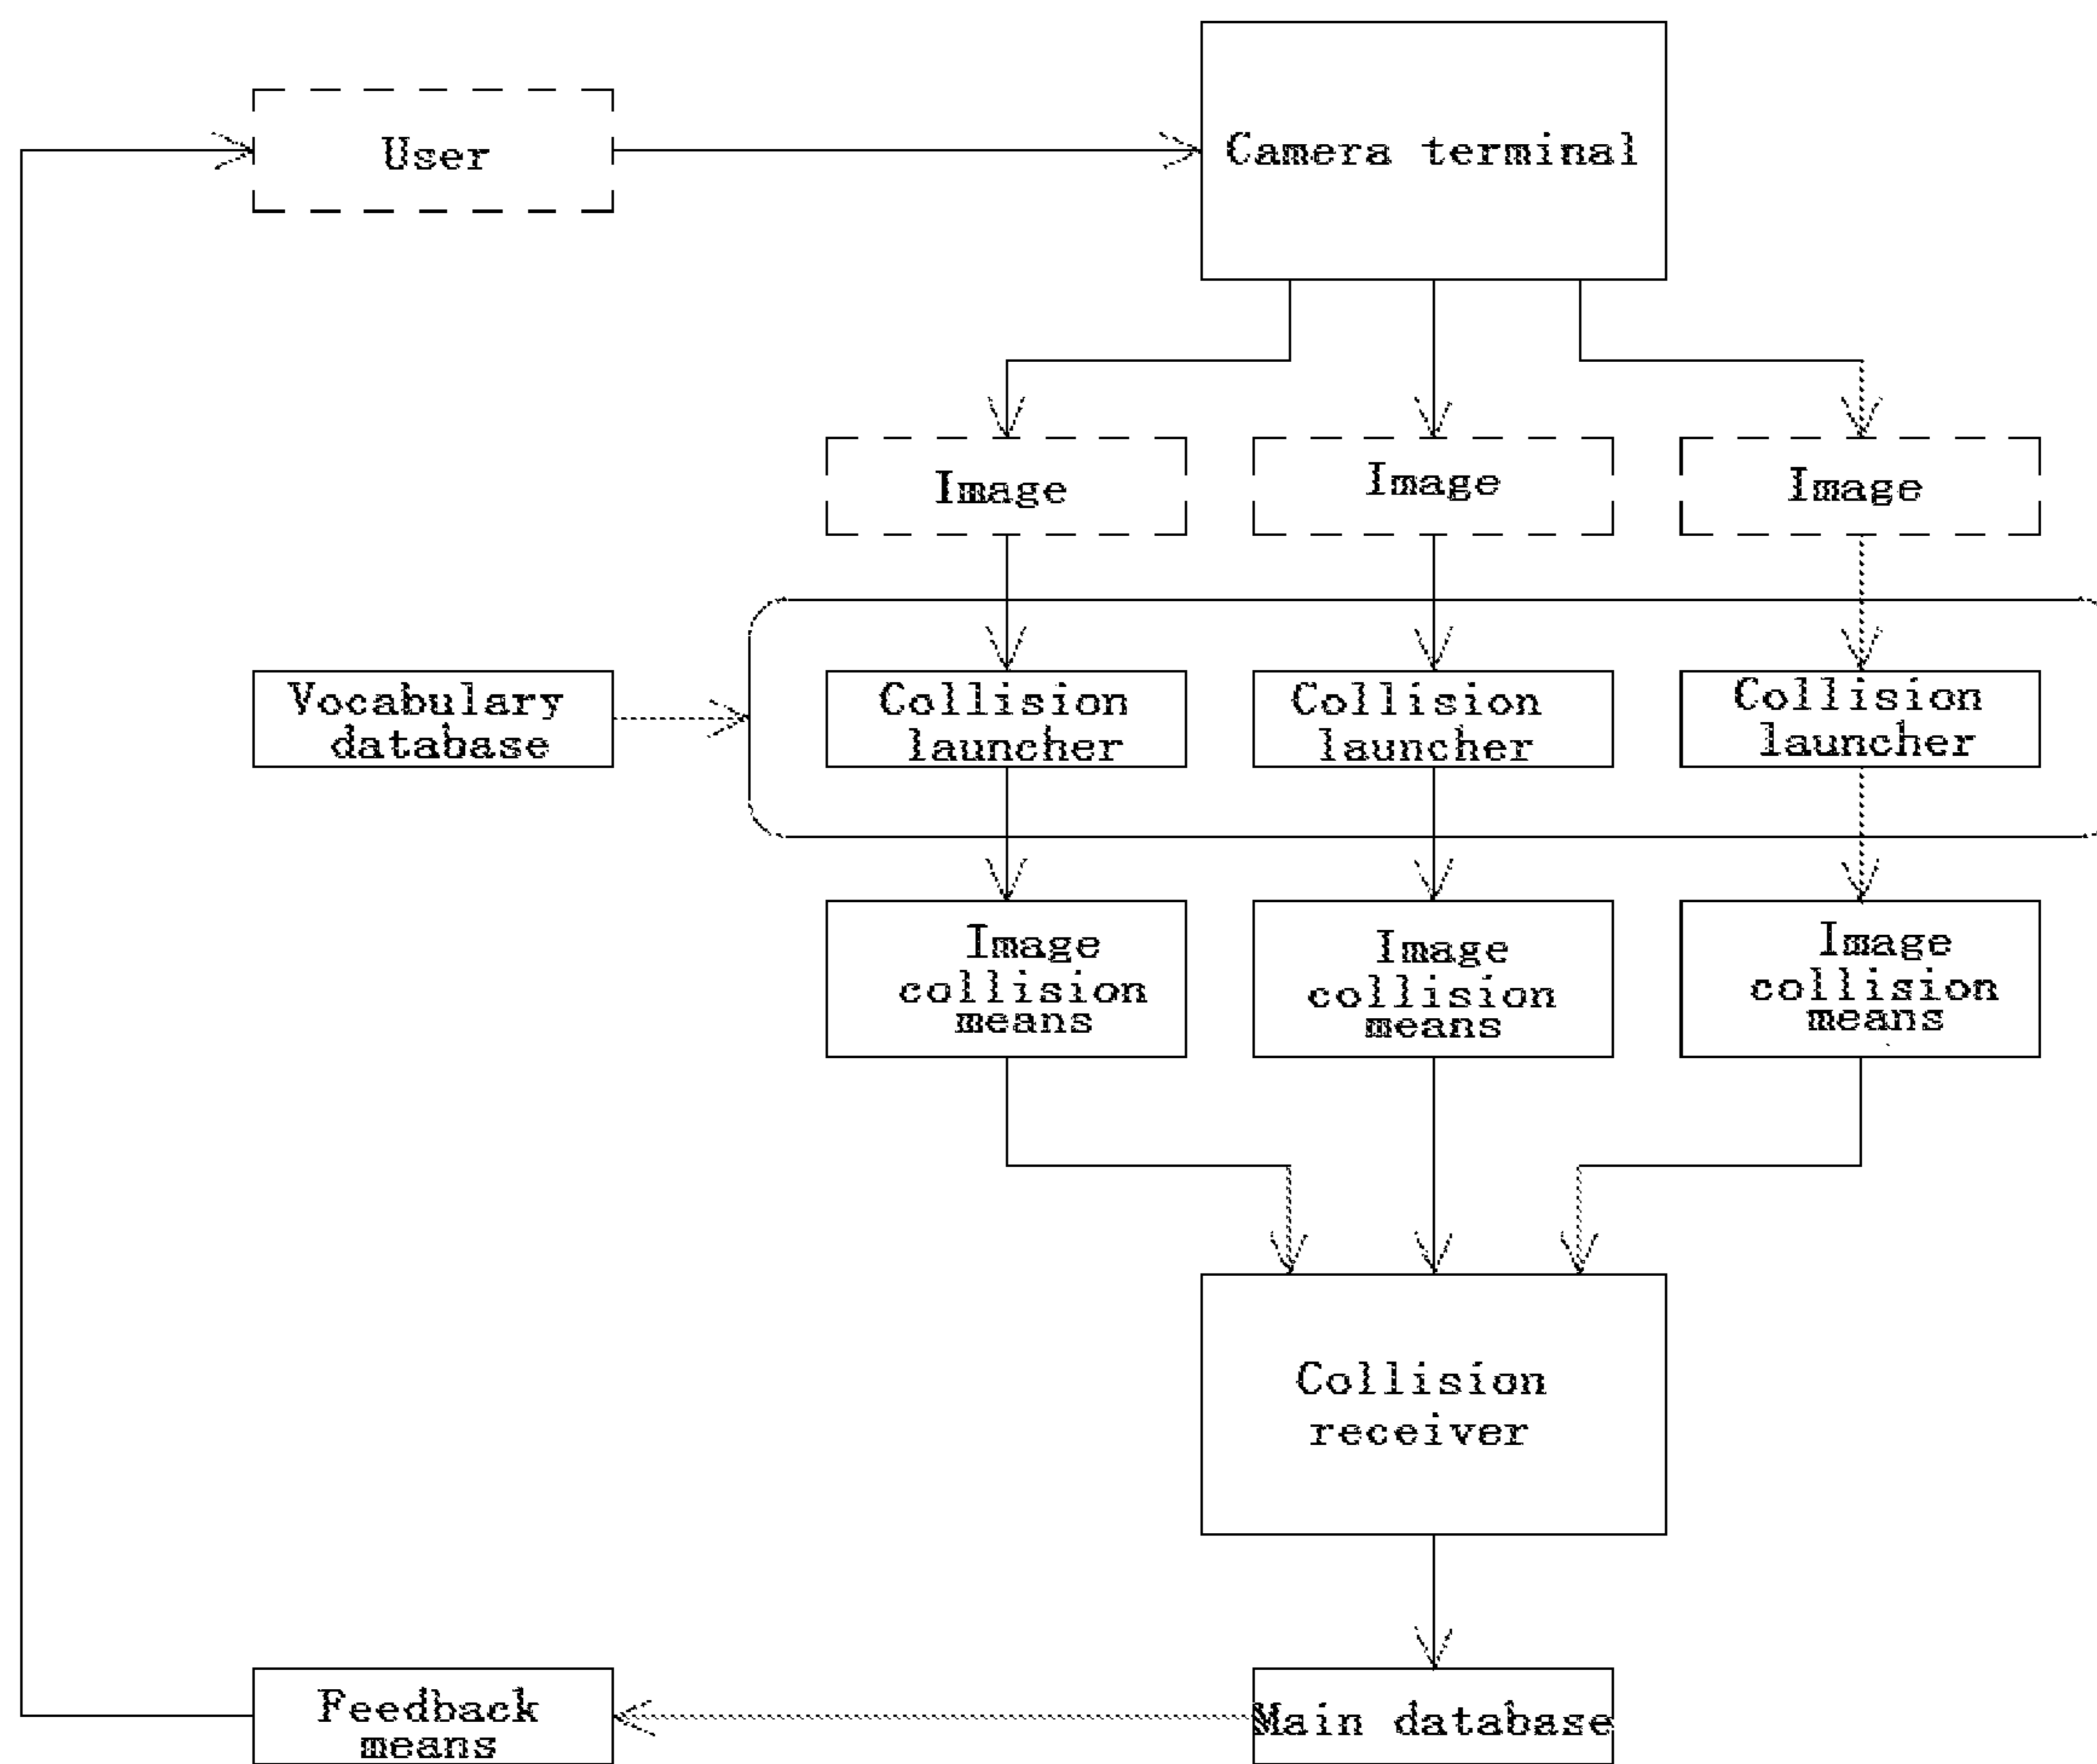 User
Camera terminal
Image
Image
Image
Vocabulary
database
Collision
launcher
Collision
launcher
Collision
launcher
Image
collision
means
Image
collision
means
Image
collision
means
Collision
receiver
Feedback
means
Main database